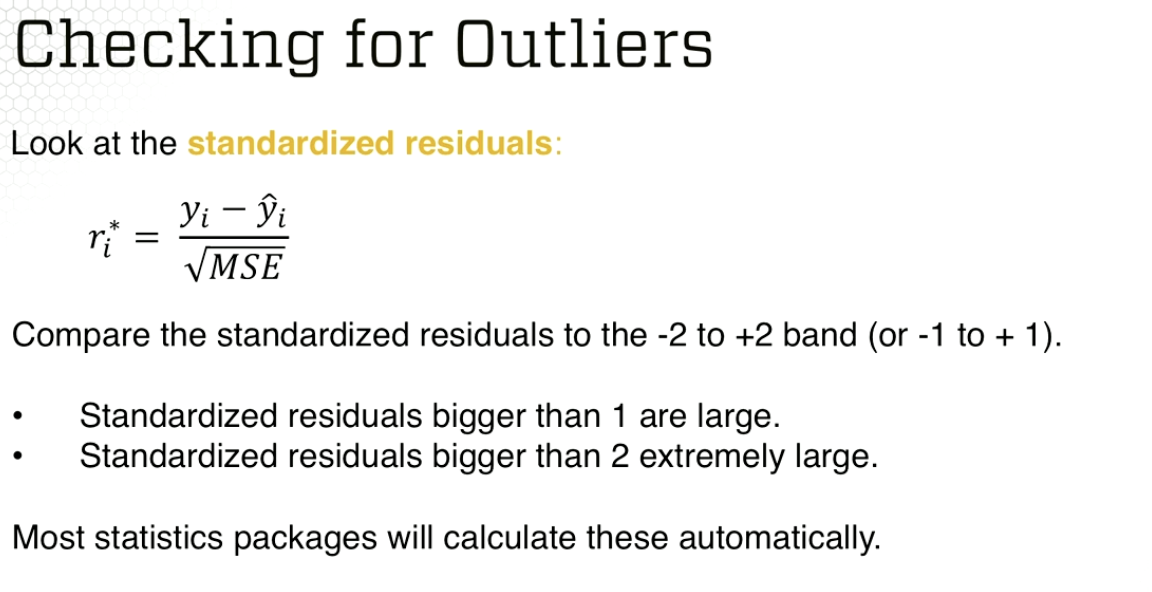 Checking for Outliers
Look at the standardized residuals:
r_i^* = \frac{y_i - \hat{y}_i}{\sqrt{MSE}}
Compare the standardized residuals to the -2 to +2 band (or -1 to + 1).
• Standardized residuals bigger than 1 are large.
• Standardized residuals bigger than 2 extremely large.
Most statistics packages will calculate these automatically.